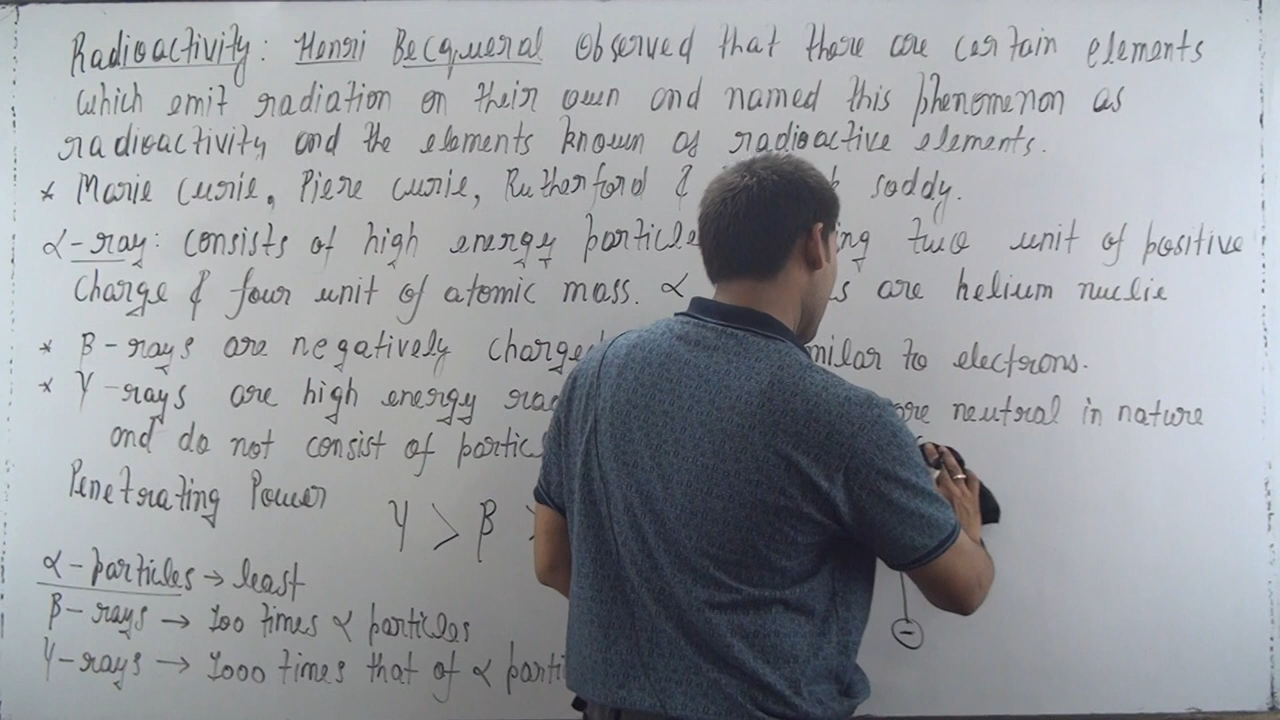 Radioactivity: Henri Becqueral Observed that there are certain elements
which emit radiation on their own and named this phenomenon as
radioactivity and the elements known as radioactive elements.
* Marie Curie, Piere Curie, Rutherford & soddy.
α-ray: consists of high energy particle two unit of positive
Charge & four unit of atomic mass. α are helium nuclie
* β-rays are negatively charged to electrons.
* γ-rays are high energy are neutral in nature
and do not consist of partic
Penetrating Power
γ > β >
α-particles → least
β-rays → 100 times α particles
γ-rays → 1000 times that of α parti
⊖